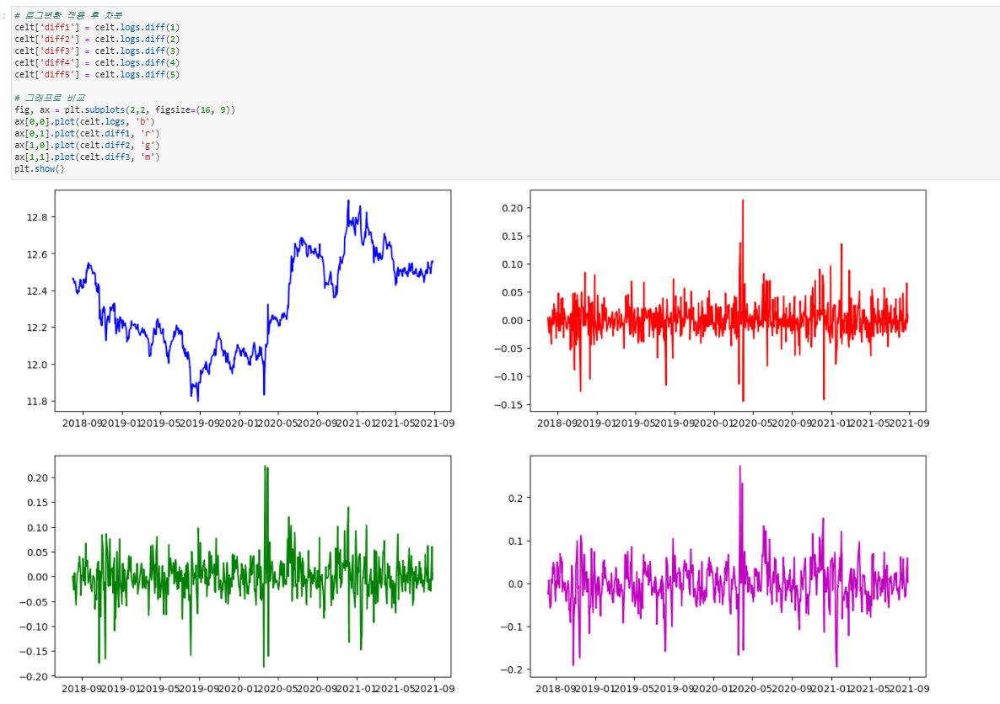 ]:
# 로그변환 적용 후 차분
celt['diff1'] = celt.logs.diff(1)
celt['diff2'] = celt.logs.diff(2)
celt['diff3'] = celt.logs.diff(3)
celt['diff4'] = celt.logs.diff(4)
celt['diff5'] = celt.logs.diff(5)
# 그래프로 비교
fig, ax = plt.subplots(2,2, figsize=(16, 9))
ax[0,0].plot(celt.logs, 'b')
ax[0,1].plot(celt.diff1, 'r')
ax[1,0].plot(celt.diff2, 'g')
ax[1,1].plot(celt.diff3, 'm')
plt.show()
12.8
12.6
12.4
12.2
12.0
11.8
2018-09 2019-01 2019-05 2019-09 2020-01 2020-05 2020-09 2021-01 2021-05 2021-09
0.20
0.15
0.10
0.05
0.00
−0.05
−0.10
−0.15
2018-09 2019-01 2019-05 2019-09 2020-01 2020-05 2020-09 2021-01 2021-05 2021-09
0.20
0.15
0.10
0.05
0.00
−0.05
−0.10
−0.15
−0.20
2018-09 2019-01 2019-05 2019-09 2020-01 2020-05 2020-09 2021-01 2021-05 2021-09
0.2
0.1
0.0
−0.1
−0.2
2018-09 2019-01 2019-05 2019-09 2020-01 2020-05 2020-09 2021-01 2021-05 2021-09